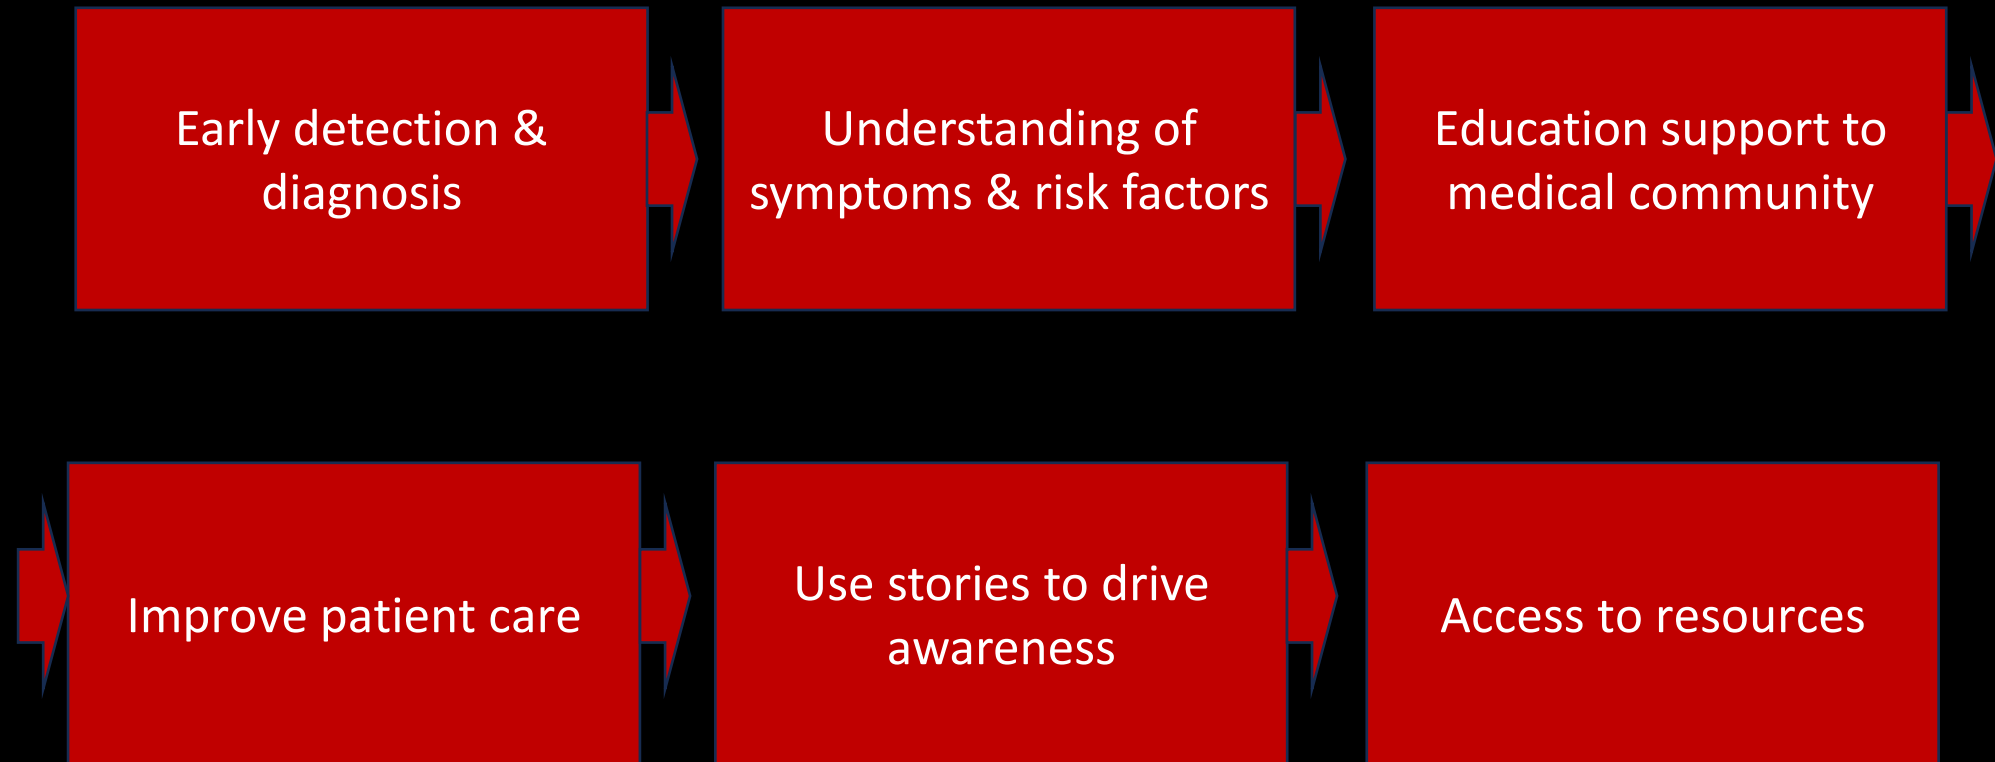 Early detection &
diagnosis
Understanding of
symptoms & risk factors
Education support to
medical community
Improve patient care
Use stories to drive
awareness
Access to resources